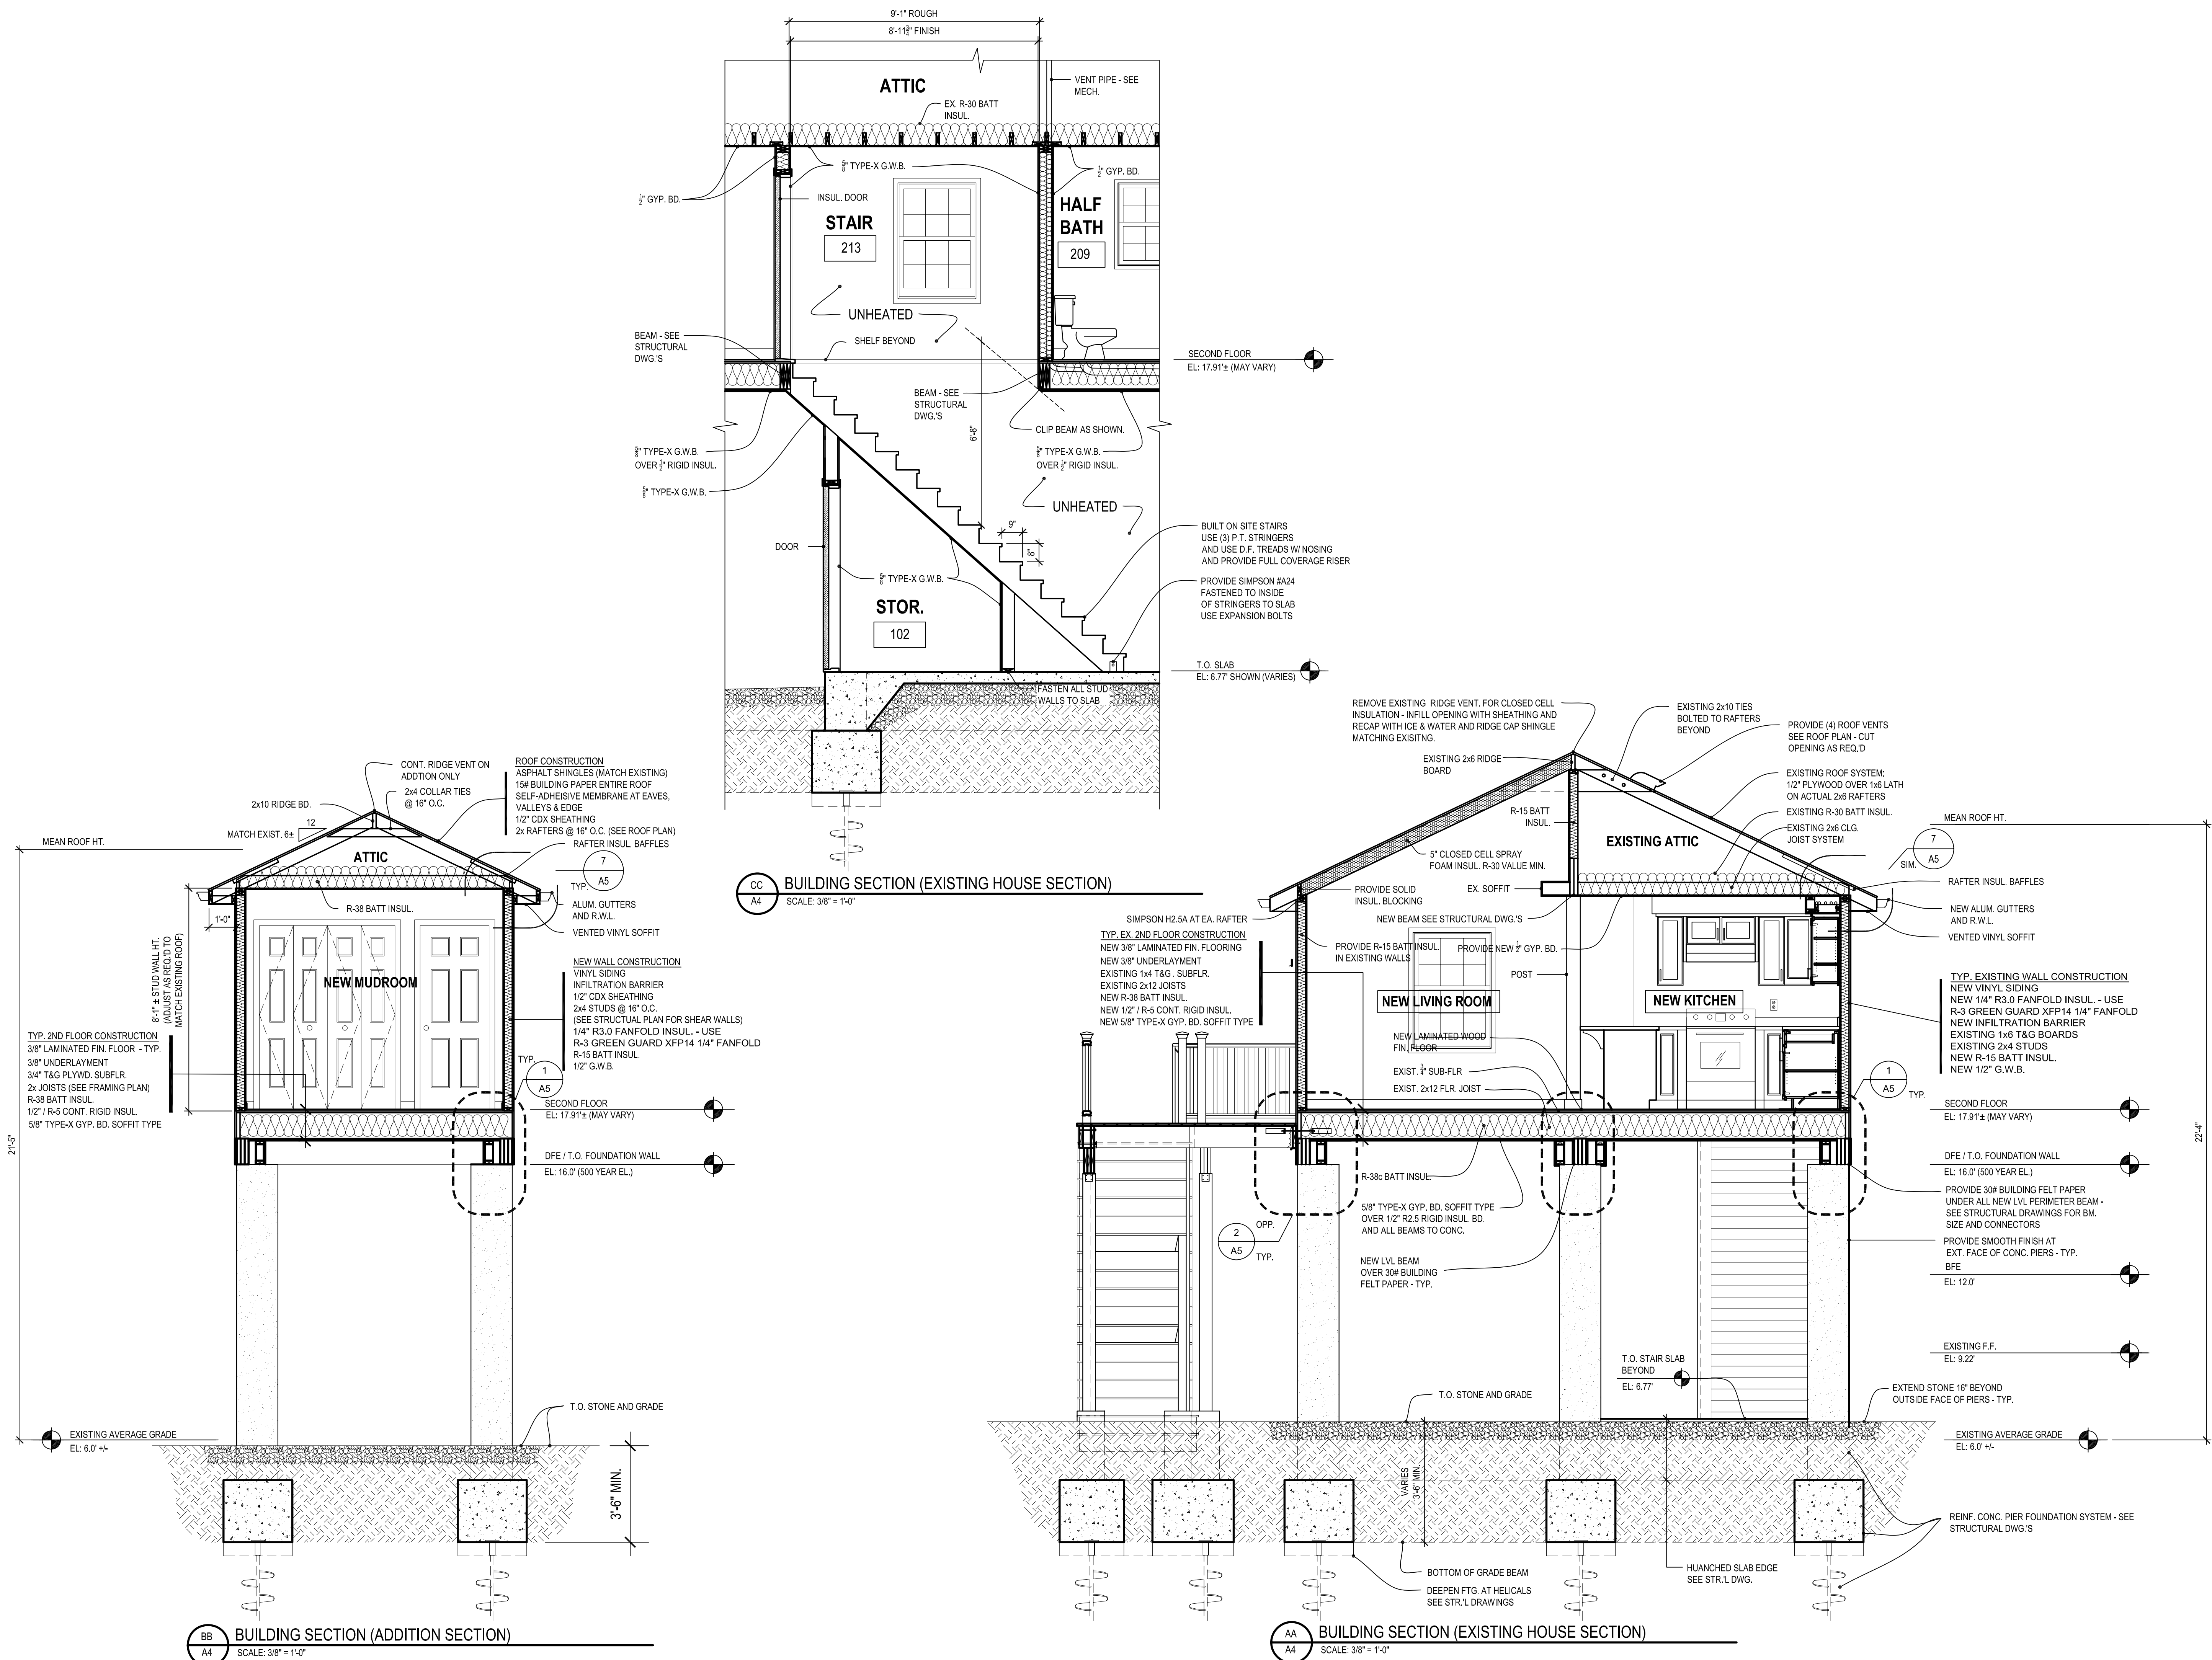 9'-1" ROUGH
8'-11¾" FINISH
ATTIC
VENT PIPE - SEE
MECH.
EX. R-30 BATT
INSUL.
⅝" TYPE-X G.W.B.
½" GYP. BD.
½" GYP. BD.
INSUL. DOOR
STAIR
213
HALF
BATH
209
UNHEATED
SHELF BEYOND
BEAM - SEE
STRUCTURAL
DWG.'S
SECOND FLOOR
EL: 17.91'± (MAY VARY)
BEAM - SEE
STRUCTURAL
DWG.'S
6'-8"
CLIP BEAM AS SHOWN.
⅝" TYPE-X G.W.B.
OVER ½" RIGID INSUL.
⅝" TYPE-X G.W.B.
OVER ½" RIGID INSUL.
⅝" TYPE-X G.W.B.
UNHEATED
9"
8"
BUILT ON SITE STAIRS
USE (3) P.T. STRINGERS
AND USE D.F. TREADS W/ NOSING
AND PROVIDE FULL COVERAGE RISER
DOOR
⅝" TYPE-X G.W.B.
PROVIDE SIMPSON #A24
FASTENED TO INSIDE
OF STRINGERS TO SLAB
USE EXPANSION BOLTS
STOR.
102
T.O. SLAB
EL: 6.77' SHOWN (VARIES)
FASTEN ALL STUD
WALLS TO SLAB
CC
A4
BUILDING SECTION (EXISTING HOUSE SECTION)
SCALE: 3/8" = 1'-0"
CONT. RIDGE VENT ON
ADDTION ONLY
2x4 COLLAR TIES
@ 16" O.C.
2x10 RIDGE BD.
12
MATCH EXIST. 6±
MEAN ROOF HT.
ROOF CONSTRUCTION
ASPHALT SHINGLES (MATCH EXISTING)
15# BUILDING PAPER ENTIRE ROOF
SELF-ADHEISIVE MEMBRANE AT EAVES,
VALLEYS & EDGE
1/2" CDX SHEATHING
2x RAFTERS @ 16" O.C. (SEE ROOF PLAN)
RAFTER INSUL. BAFFLES
7
A5
TYP.
ATTIC
R-38 BATT INSUL.
1'-0"
ALUM. GUTTERS
AND R.W.L.
VENTED VINYL SOFFIT
8'-1" ± STUD WALL HT.
(ADJUST AS REQ.'D TO
MATCH EXISTING ROOF)
NEW MUDROOM
NEW WALL CONSTRUCTION
VINYL SIDING
INFILTRATION BARRIER
1/2" CDX SHEATHING
2x4 STUDS @ 16" O.C.
(SEE STRUCTUAL PLAN FOR SHEAR WALLS)
1/4" R3.0 FANFOLD INSUL. - USE
R-3 GREEN GUARD XFP14 1/4" FANFOLD
R-15 BATT INSUL.
1/2" G.W.B.
TYP. 2ND FLOOR CONSTRUCTION
3/8" LAMINATED FIN. FLOOR - TYP.
3/8" UNDERLAYMENT
3/4" T&G PLYWD. SUBFLR.
2x JOISTS (SEE FRAMING PLAN)
R-38 BATT INSUL.
1/2" / R-5 CONT. RIGID INSUL.
5/8" TYPE-X GYP. BD. SOFFIT TYPE
TYP.
1
A5
SECOND FLOOR
EL: 17.91'± (MAY VARY)
DFE / T.O. FOUNDATION WALL
EL: 16.0' (500 YEAR EL.)
21'-5"
T.O. STONE AND GRADE
EXISTING AVERAGE GRADE
EL: 6.0' +/-
3'-6" MIN.
BB
A4
BUILDING SECTION (ADDITION SECTION)
SCALE: 3/8" = 1'-0"
REMOVE EXISTING RIDGE VENT. FOR CLOSED CELL
INSULATION - INFILL OPENING WITH SHEATHING AND
RECAP WITH ICE & WATER AND RIDGE CAP SHINGLE
MATCHING EXISITNG.
EXISTING 2x6 RIDGE
BOARD
EXISTING 2x10 TIES
BOLTED TO RAFTERS
BEYOND
PROVIDE (4) ROOF VENTS
SEE ROOF PLAN - CUT
OPENING AS REQ.'D
EXISTING ROOF SYSTEM:
1/2" PLYWOOD OVER 1x6 LATH
ON ACTUAL 2x6 RAFTERS
EXISTING R-30 BATT INSUL.
EXISTING 2x6 CLG.
JOIST SYSTEM
MEAN ROOF HT.
7
A5
SIM.
R-15 BATT
INSUL.
EXISTING ATTIC
5" CLOSED CELL SPRAY
FOAM INSUL. R-30 VALUE MIN.
PROVIDE SOLID
INSUL. BLOCKING
EX. SOFFIT
RAFTER INSUL. BAFFLES
NEW ALUM. GUTTERS
AND R.W.L.
VENTED VINYL SOFFIT
SIMPSON H2.5A AT EA. RAFTER
NEW BEAM SEE STRUCTURAL DWG.'S
TYP. EX. 2ND FLOOR CONSTRUCTION
NEW 3/8" LAMINATED FIN. FLOORING
NEW 3/8" UNDERLAYMENT
EXISTING 1x4 T&G . SUBFLR.
EXISTING 2x12 JOISTS
NEW R-38 BATT INSUL.
NEW 1/2" / R-5 CONT. RIGID INSUL.
NEW 5/8" TYPE-X GYP. BD. SOFFIT TYPE
PROVIDE R-15 BATT INSUL.
IN EXISTING WALLS
PROVIDE NEW ½" GYP. BD.
POST
NEW LIVING ROOM
NEW KITCHEN
TYP. EXISTING WALL CONSTRUCTION
NEW VINYL SIDING
NEW 1/4" R3.0 FANFOLD INSUL. - USE
R-3 GREEN GUARD XFP14 1/4" FANFOLD
NEW INFILTRATION BARRIER
EXISTING 1x6 T&G BOARDS
EXISTING 2x4 STUDS
NEW R-15 BATT INSUL.
NEW 1/2" G.W.B.
NEW LAMINATED WOOD
FIN. FLOOR
EXIST. ¾" SUB-FLR
EXIST. 2x12 FLR. JOIST
1
A5
TYP.
SECOND FLOOR
EL: 17.91'± (MAY VARY)
22'-4"
DFE / T.O. FOUNDATION WALL
EL: 16.0' (500 YEAR EL.)
R-38c BATT INSUL.
5/8" TYPE-X GYP. BD. SOFFIT TYPE
OVER 1/2" R2.5 RIGID INSUL. BD.
AND ALL BEAMS TO CONC.
PROVIDE 30# BUILDING FELT PAPER
UNDER ALL NEW LVL PERIMETER BEAM -
SEE STRUCTURAL DRAWINGS FOR BM.
SIZE AND CONNECTORS
2
A5
OPP.
TYP.
NEW LVL BEAM
OVER 30# BUILDING
FELT PAPER - TYP.
PROVIDE SMOOTH FINISH AT
EXT. FACE OF CONC. PIERS - TYP.
BFE
EL: 12.0'
EXISTING F.F.
EL: 9.22'
T.O. STAIR SLAB
BEYOND
EL: 6.77'
T.O. STONE AND GRADE
EXTEND STONE 16" BEYOND
OUTSIDE FACE OF PIERS - TYP.
EXISTING AVERAGE GRADE
EL: 6.0' +/-
VARIES
3'-6" MIN.
REINF. CONC. PIER FOUNDATION SYSTEM - SEE
STRUCTURAL DWG.'S
BOTTOM OF GRADE BEAM
DEEPEN FTG. AT HELICALS
SEE STR.'L DRAWINGS
HUANCHED SLAB EDGE
SEE STR.'L DWG.
AA
A4
BUILDING SECTION (EXISTING HOUSE SECTION)
SCALE: 3/8" = 1'-0"